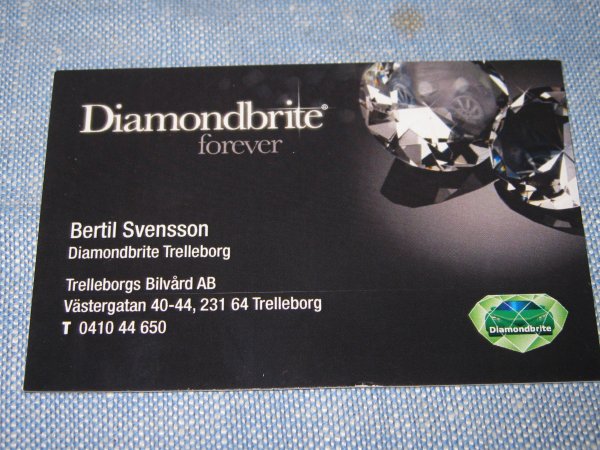 Diamondbrite®
forever
Bertil Svensson
Diamondbrite Trelleborg
Trelleborgs Bilvård AB
Västergatan 40-44, 231 64 Trelleborg
T 0410 44 650
Diamondbrite